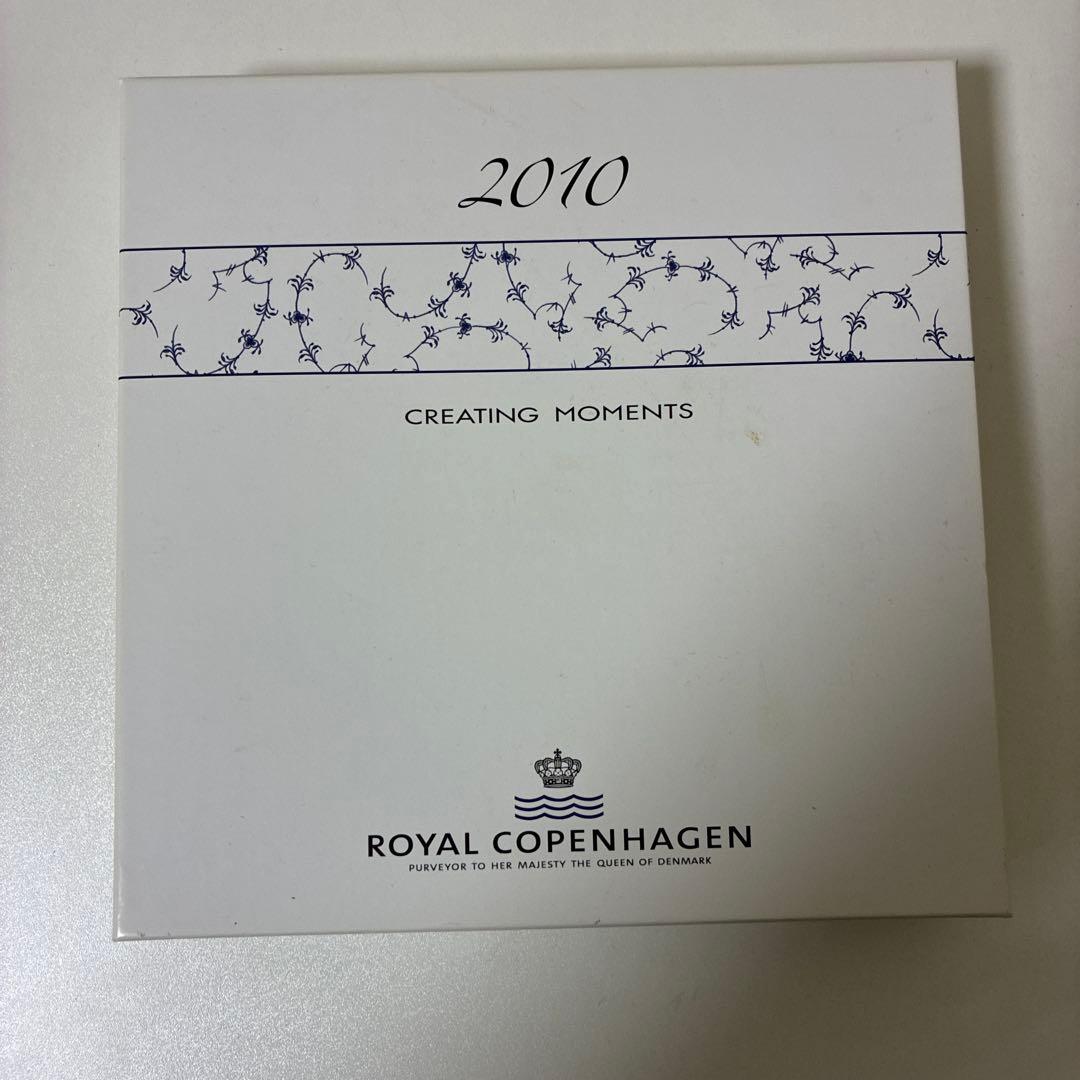 2010
CREATING MOMENTS
ROYAL COPENHAGEN
PURVEYOR TO HER MAJESTY THE QUEEN OF DENMARK